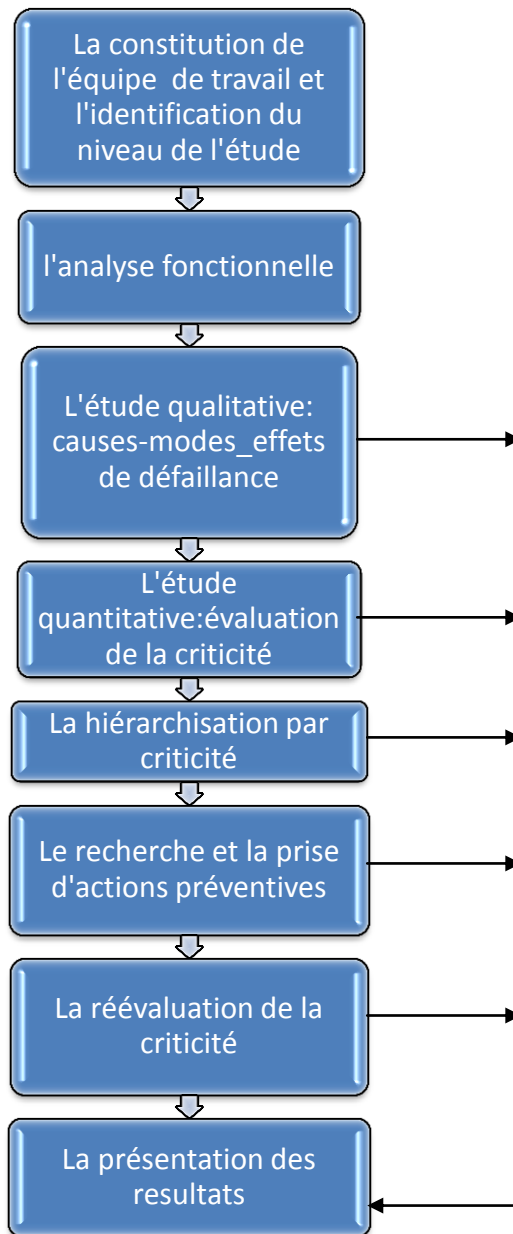 La constitution de
l'équipe de travail et
l'identification du
niveau de l'étude
l'analyse fonctionnelle
L'étude qualitative:
causes-modes_effets
de défaillance
L'étude
quantitative:évaluation
de la criticité
La hiérarchisation par
criticité
Le recherche et la prise
d'actions préventives
La réévaluation de la
criticité
La présentation des
resultats